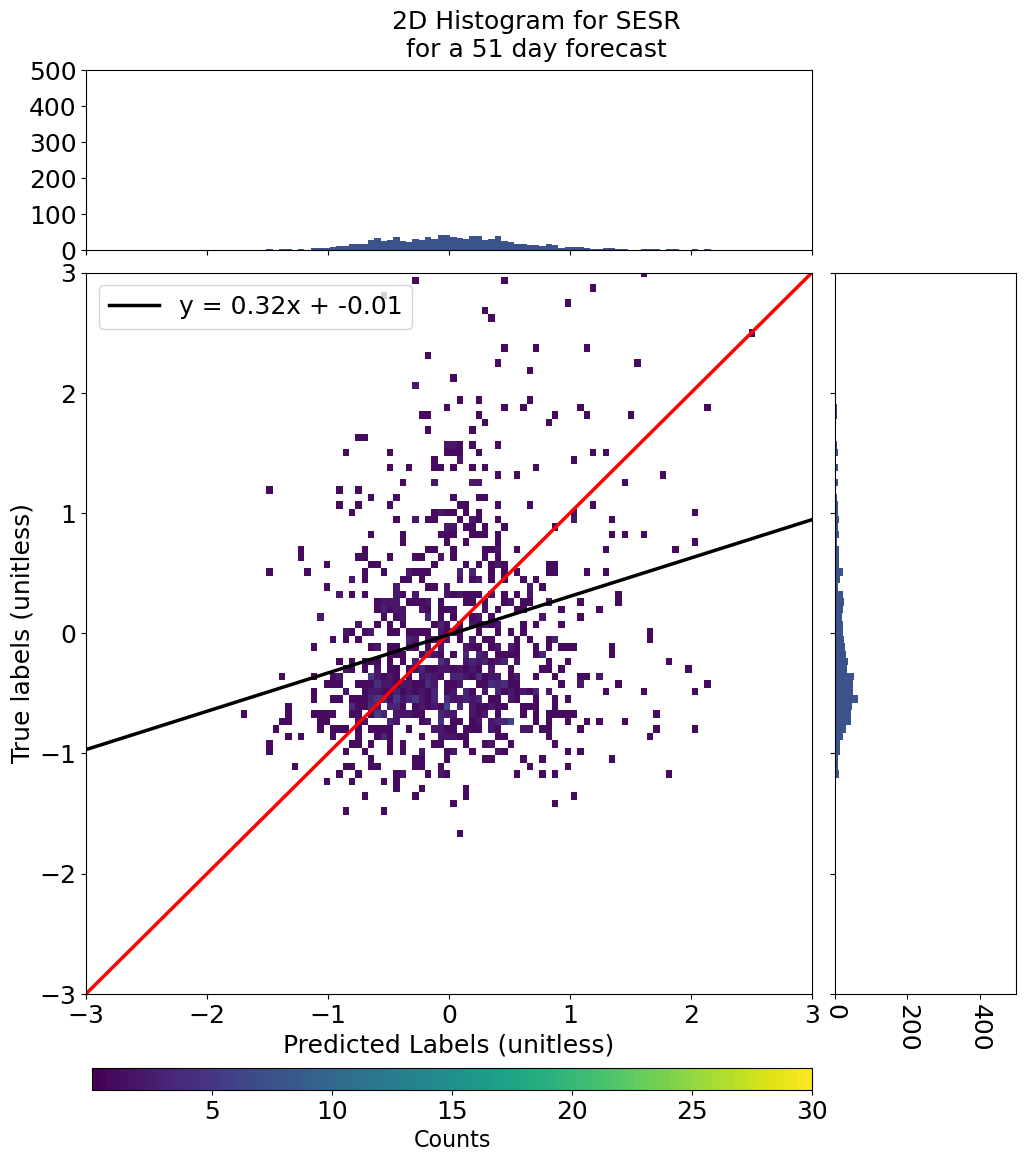 2D Histogram for SESR
for a 51 day forecast
500
400
300
200
100
0
3
2
1
0
−1
−2
−3
True labels (unitless)
y = 0.32x + -0.01
−3 −2 −1 0 1 2 3
Predicted Labels (unitless)
0 200 400
5 10 15 20 25 30
Counts